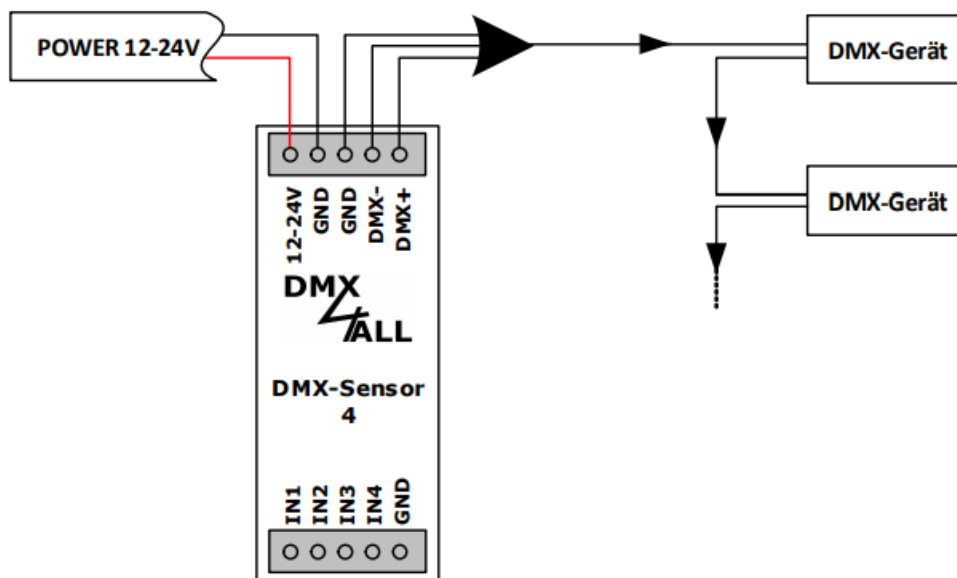 POWER 12-24V
DMX-Gerät
DMX-Gerät
12-24V
GND
GND
DMX-
DMX+
DMX
4ALL
DMX-Sensor
4
IN1
IN2
IN3
IN4
GND